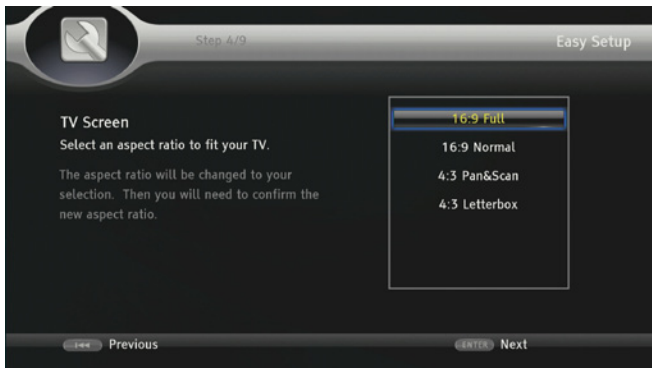 Step 4/9
Easy Setup
TV Screen
Select an aspect ratio to fit your TV.
The aspect ratio will be changed to your
selection. Then you will need to confirm the
new aspect ratio.
16:9 Full
16:9 Normal
4:3 Pan&Scan
4:3 Letterbox
Previous
ENTER Next